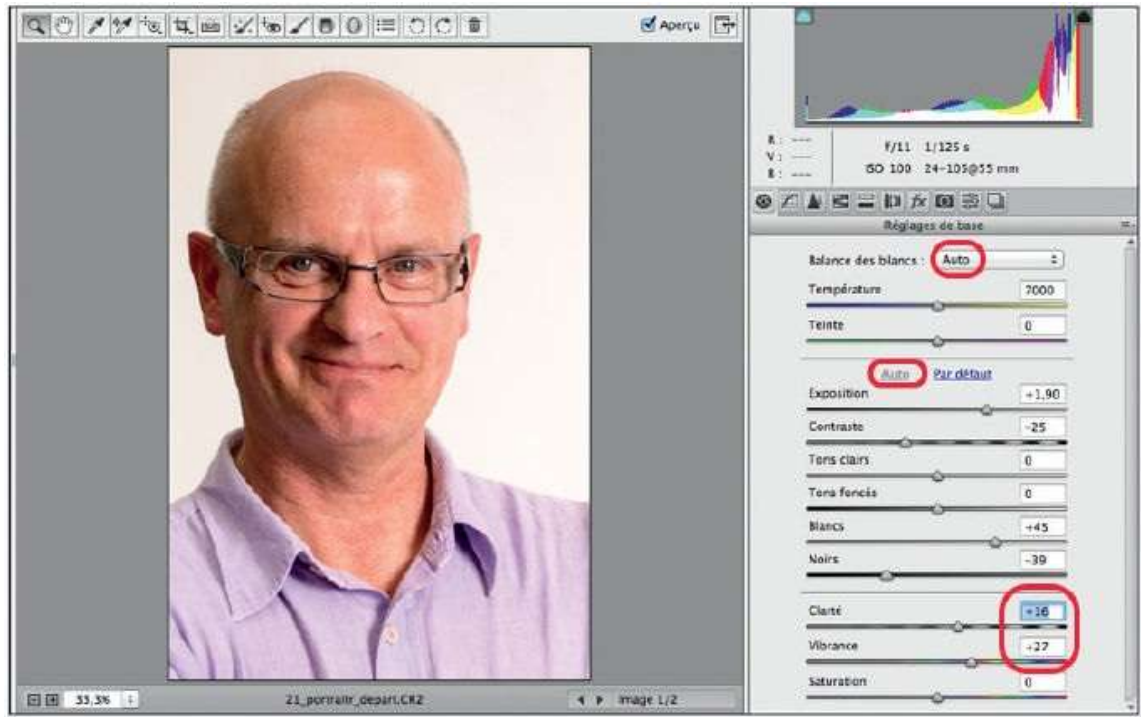 Aperçu
R : ---
V : ---
B : ---
f/11 1/125 s
ISO 100 24-105@55 mm
fx
Réglages de base
Balance des blancs : Auto
Température 7000
Teinte 0
Auto Par défaut
Exposition +1,90
Contraste -25
Tons clairs 0
Tons foncés 0
Blancs +45
Noirs -39
Clarté +16
Vibrance +27
Saturation 0
33,3% 21_portrait_depart.CR2 Image 1/2